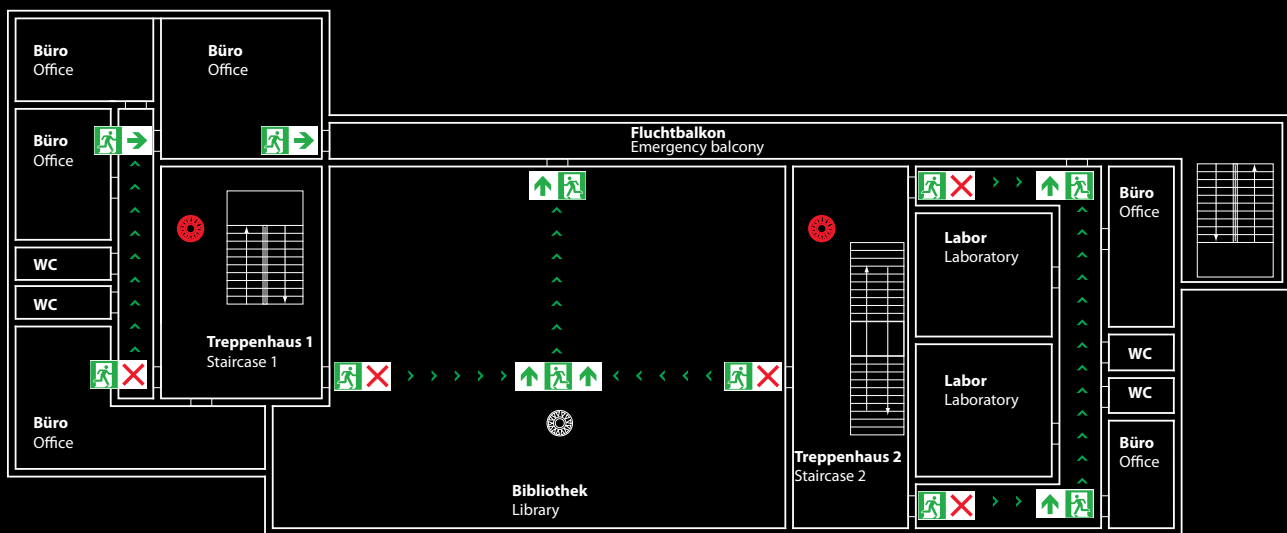 Büro
Office
Büro
Office
Fluchtbalkon
Emergency balcony
Büro
Office
Büro
Office
Labor
Laboratory
WC
WC
Treppenhaus 1
Staircase 1
WC
Labor
Laboratory
WC
Büro
Office
Büro
Office
Treppenhaus 2
Staircase 2
Bibliothek
Library